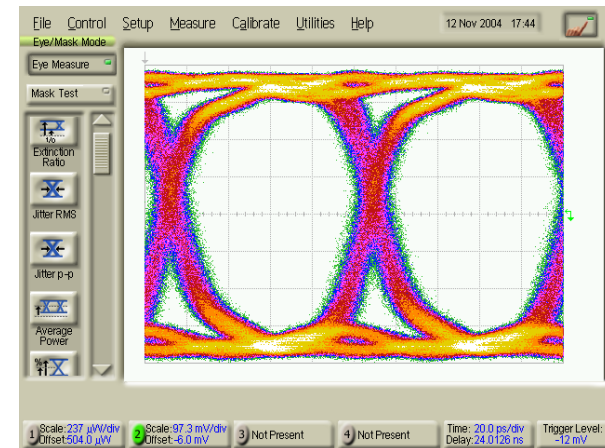 File Control Setup Measure Calibrate Utilities Help 12 Nov 2004 17:44
Eye/Mask Mode
Eye Measure
Mask Test
1/0
Extinction
Ratio
Jitter RMS
Jitter p-p
Average
Power
%
1 Scale:237 µW/div
Offset:504.0 µW
2 Scale:97.3 mV/div
Offset:-6.0 mV
3 Not Present
4 Not Present
Time: 20.0 ps/div
Delay:24.0126 ns
Trigger Level:
-12 mV